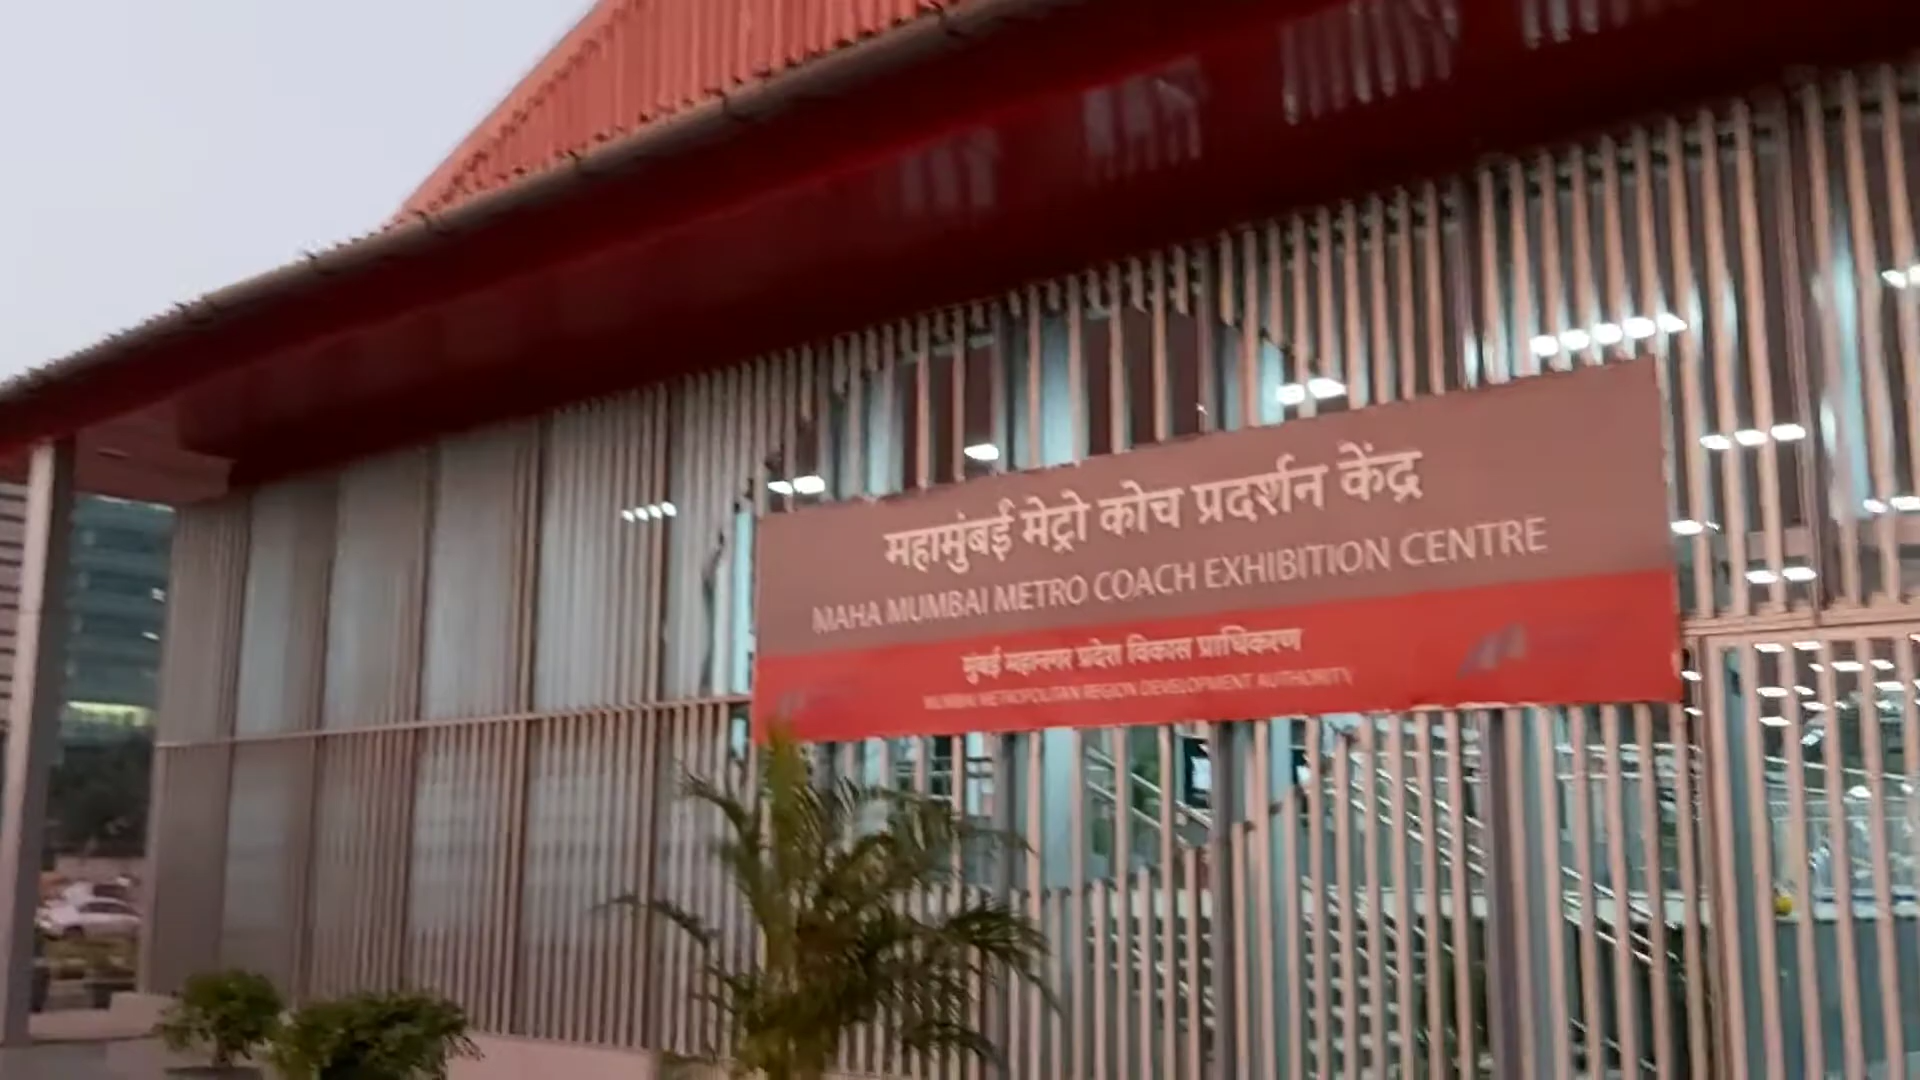 महामुंबई मेट्रो कोच प्रदर्शन केंद्र
MAHA MUMBAI METRO COACH EXHIBITION CENTRE
मुंबई महानगर प्रदेश विकास प्राधिकरण
MUMBAI METROPOLITAN REGION DEVELOPMENT AUTHORITY